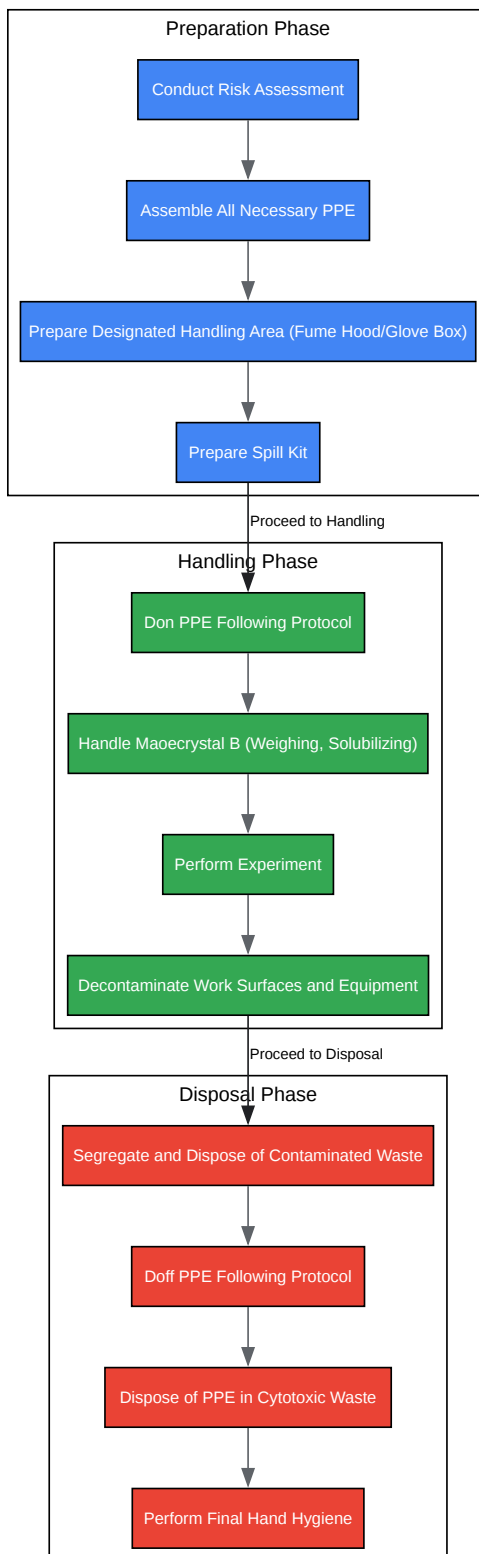 Preparation Phase
Conduct Risk Assessment
Assemble All Necessary PPE
Prepare Designated Handling Area (Fume Hood/Glove Box)
Prepare Spill Kit
Proceed to Handling
Handling Phase
Don PPE Following Protocol
Handle Maoecrystal B (Weighing, Solubilizing)
Perform Experiment
Decontaminate Work Surfaces and Equipment
Proceed to Disposal
Disposal Phase
Segregate and Dispose of Contaminated Waste
Doff PPE Following Protocol
Dispose of PPE in Cytotoxic Waste
Perform Final Hand Hygiene